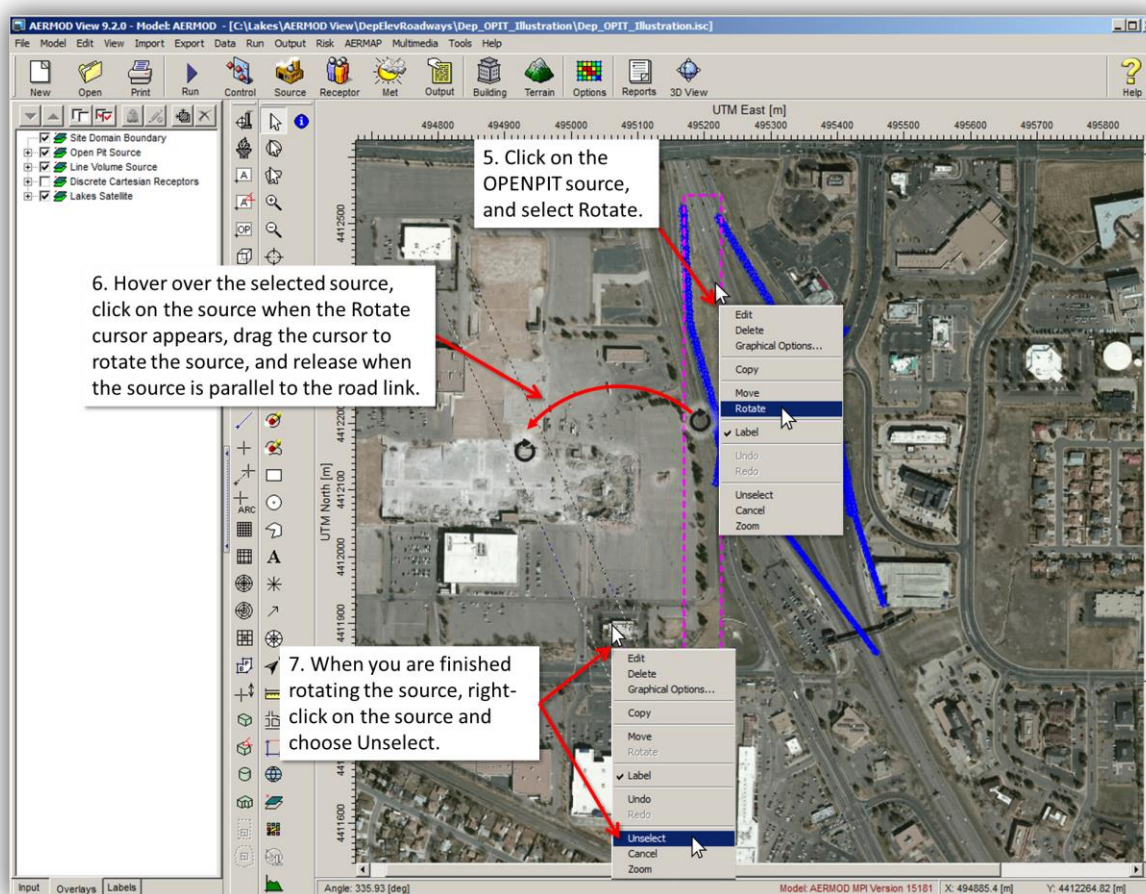 AERMOD View 9.2.0 - Model: AERMOD - [C:\Lakes\AERMOD View\DepElevRoadways\Dep_OPIT_Illustration\Dep_OPIT_Illustration.isc]
File Model Edit View Import Export Data Run Output Risk AERMAP Multimedia Tools Help
New Open Print Run Control Source Receptor Met Output Building Terrain Options Reports 3D View Help
UTM East [m]
494800 494900 495000 495100 495200 495300 495400 495500 495600 495700 495800
Site Domain Boundary
Open Pit Source
Line Volume Source
Discrete Cartesian Receptors
Lakes Satellite
A
A
OP
ARC
A
UTM North [m]
4412500
4412200
4412100
4412000
4411900
4411600
5. Click on the
OPENPIT source,
and select Rotate.
6. Hover over the selected source,
click on the source when the Rotate
cursor appears, drag the cursor to
rotate the source, and release when
the source is parallel to the road link.
Edit
Delete
Graphical Options...
Copy
Move
Rotate
Label
Undo
Redo
Unselect
Cancel
Zoom
7. When you are finished
rotating the source, right-
click on the source and
choose Unselect.
Edit
Delete
Graphical Options...
Copy
Move
Rotate
Label
Undo
Redo
Unselect
Cancel
Zoom
Input Overlays Labels
Angle: 335.93 [deg]
Model: AERMOD MPI Version 15181
X: 494885.4 [m]
Y: 4412264.82 [m]